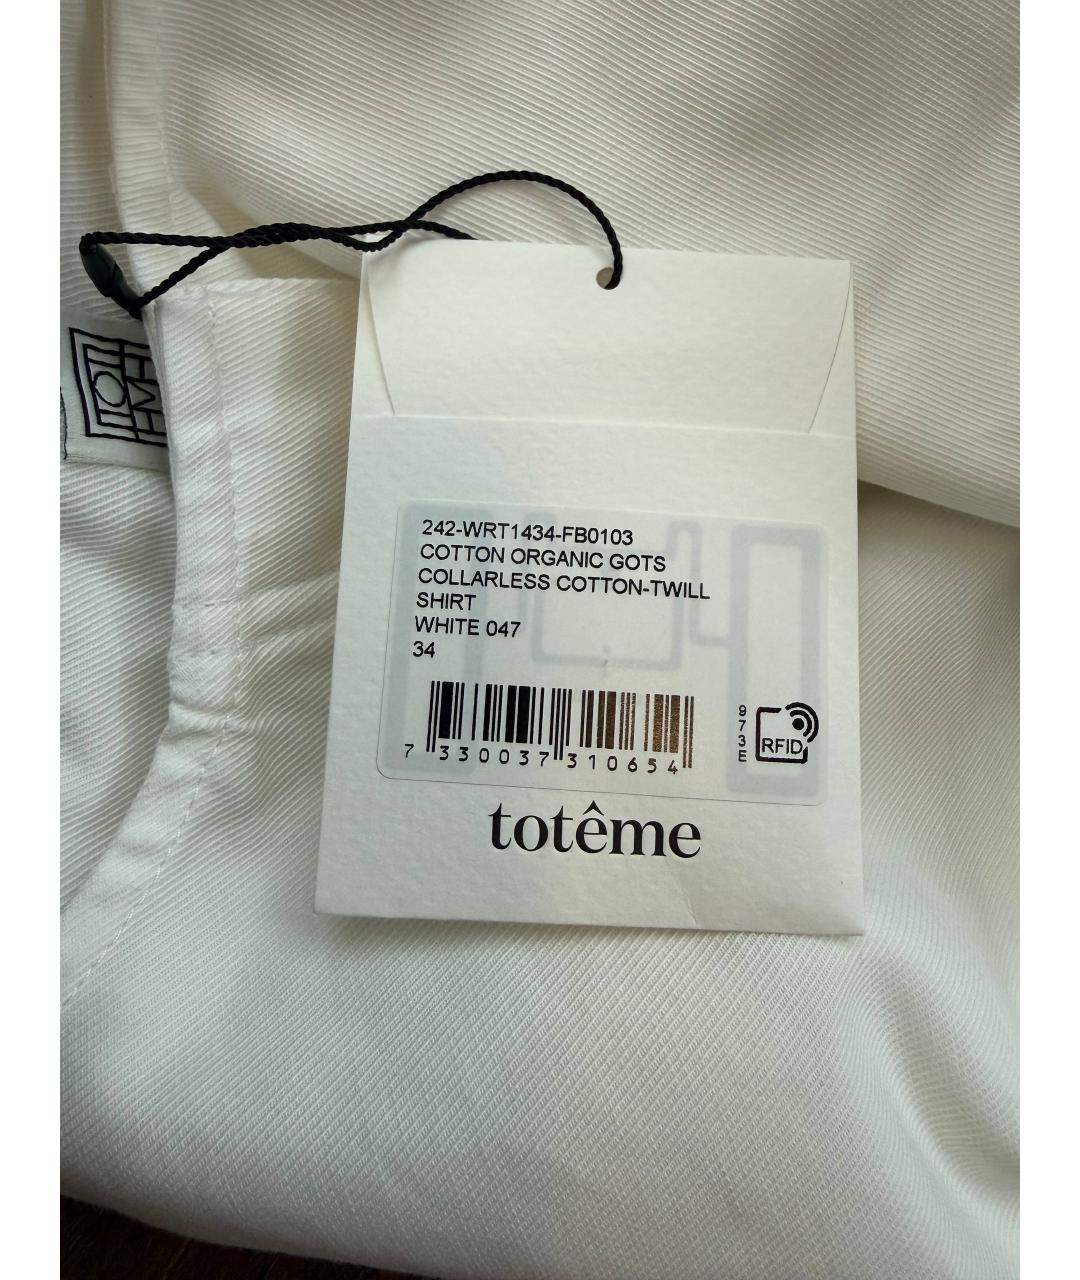 242-WRT1434-FB0103
COTTON ORGANIC GOTS
COLLARLESS COTTON-TWILL
SHIRT
WHITE 047
34
7 330037 310654
973E
RFID
totême